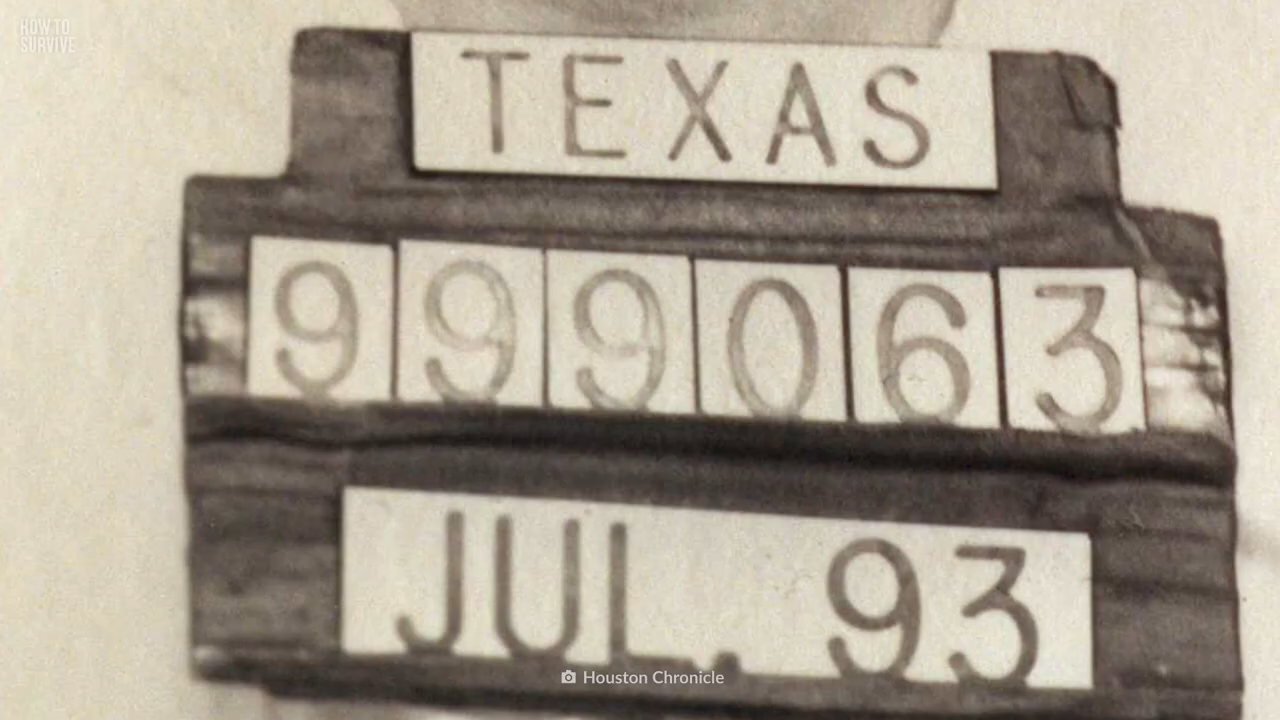 HOW TO
SURVIVE
TEXAS
999063
JUL. 93
Houston Chronicle